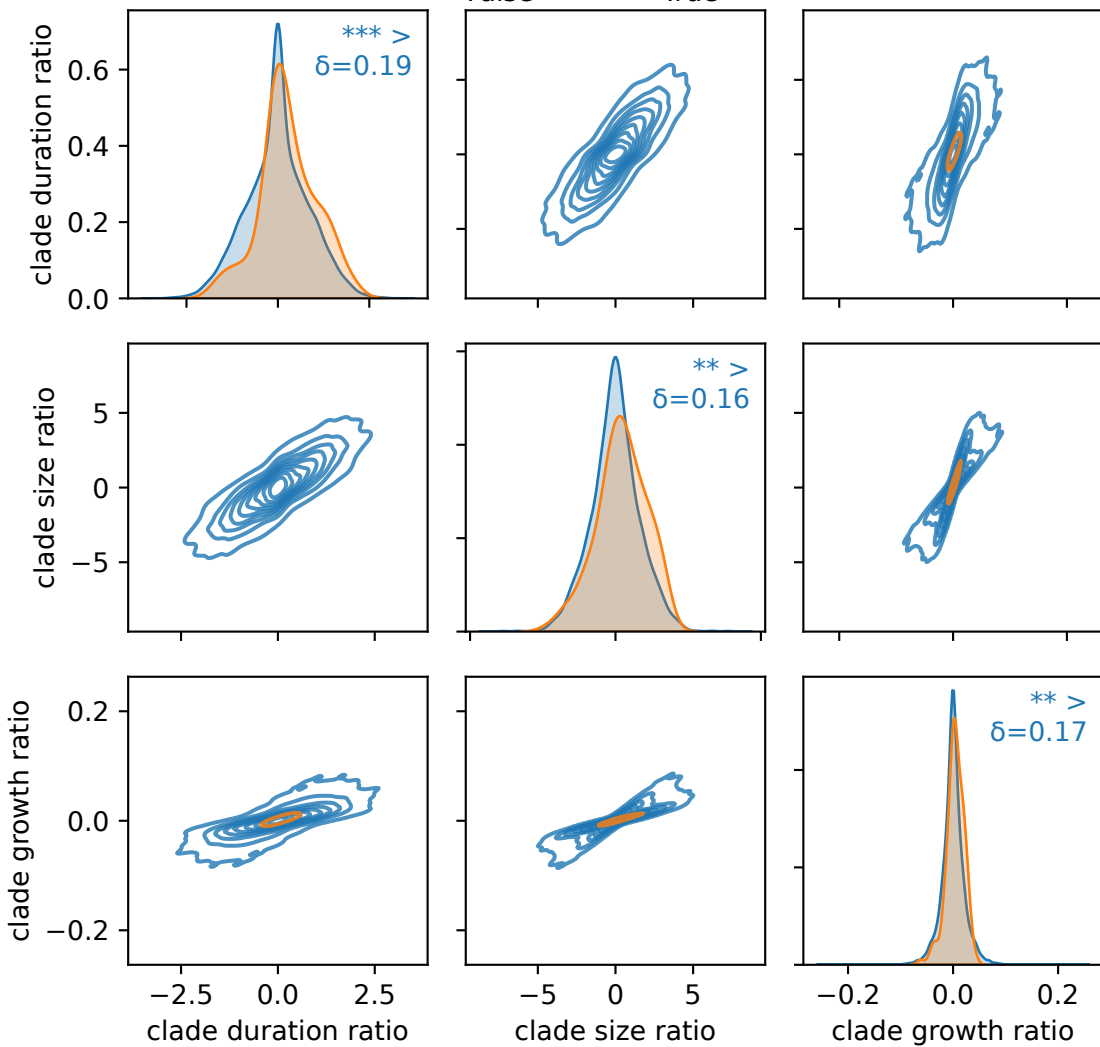 clade duration ratio
0.6
0.4
0.2
0.0
*** >
δ=0.19
clade size ratio
5
0
−5
** >
δ=0.16
clade growth ratio
0.2
0.0
−0.2
** >
δ=0.17
−2.5 0.0 2.5
−5 0 5
−0.2 0.0 0.2
clade duration ratio
clade size ratio
clade growth ratio